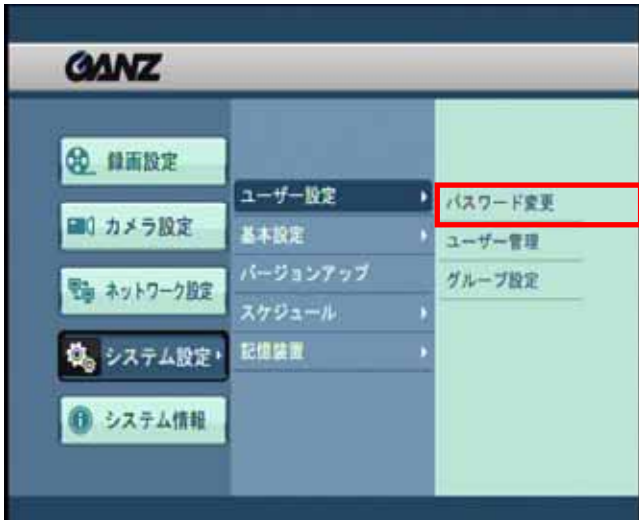 GANZ
録画設定
カメラ設定
ネットワーク設定
システム設定
システム情報
ユーザー設定
基本設定
バージョンアップ
スケジュール
記憶装置
パスワード変更
ユーザー管理
グループ設定